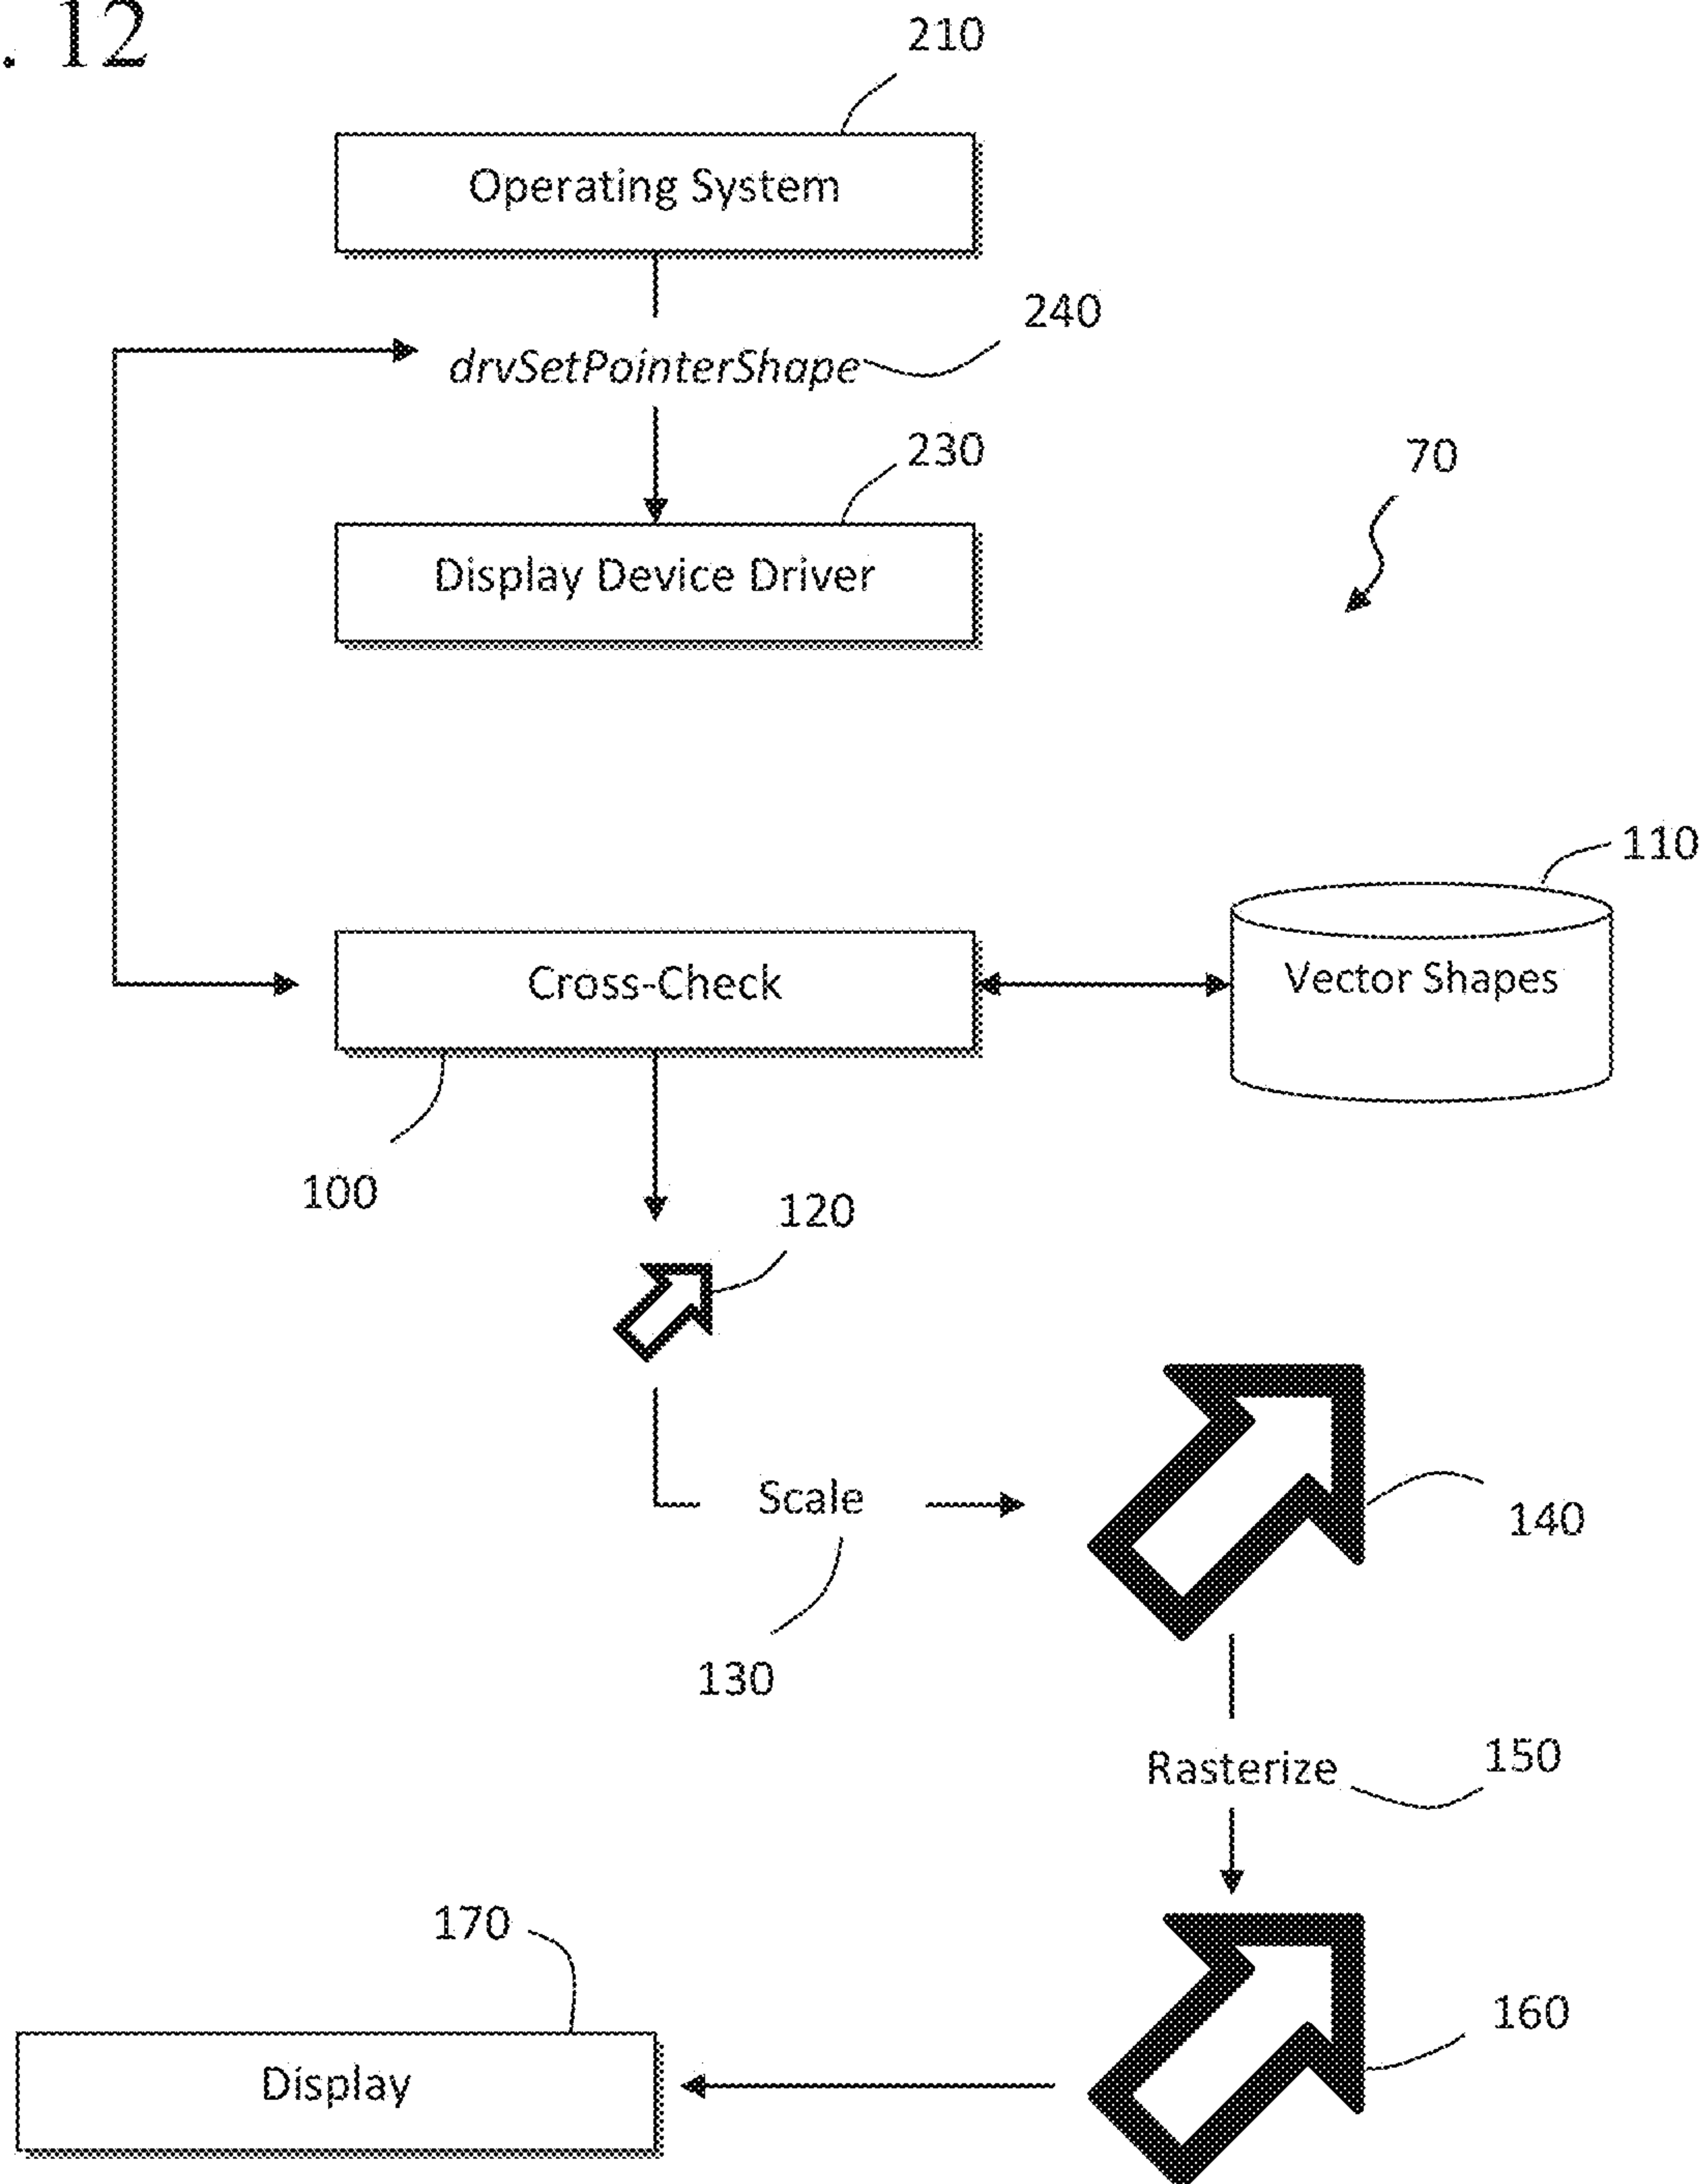 . 12
210
Operating System
240
drvSetPointerShape
230
70
Display Device Driver
110
Cross-Check
Vector Shapes
100
120
Scale
140
130
Rasterize
150
170
160
Display